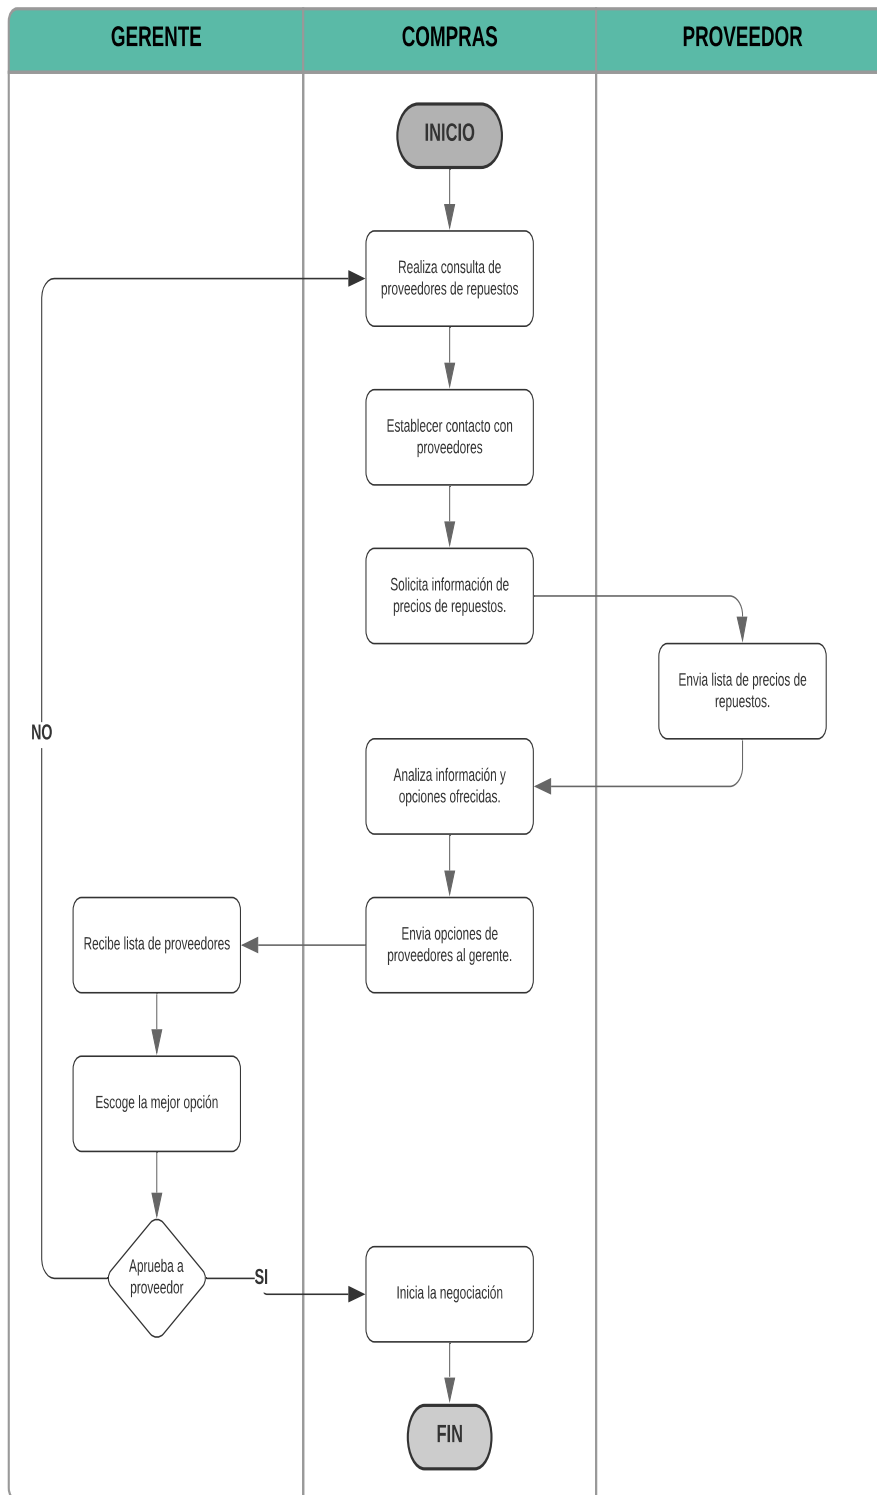 GERENTE
COMPRAS
PROVEEDOR
INICIO
Realiza consulta de
proveedores de repuestos
Establecer contacto con
proveedores
Solicita información de
precios de repuestos.
Envia lista de precios de
repuestos.
NO
Analiza información y
opciones ofrecidas.
Envia opciones de
proveedores al gerente.
Recibe lista de proveedores
Escoge la mejor opción
Aprueba a
proveedor
SI
Inicia la negociación
FIN